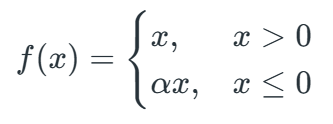 f(x) = { x, x > 0
αx, x ≤ 0